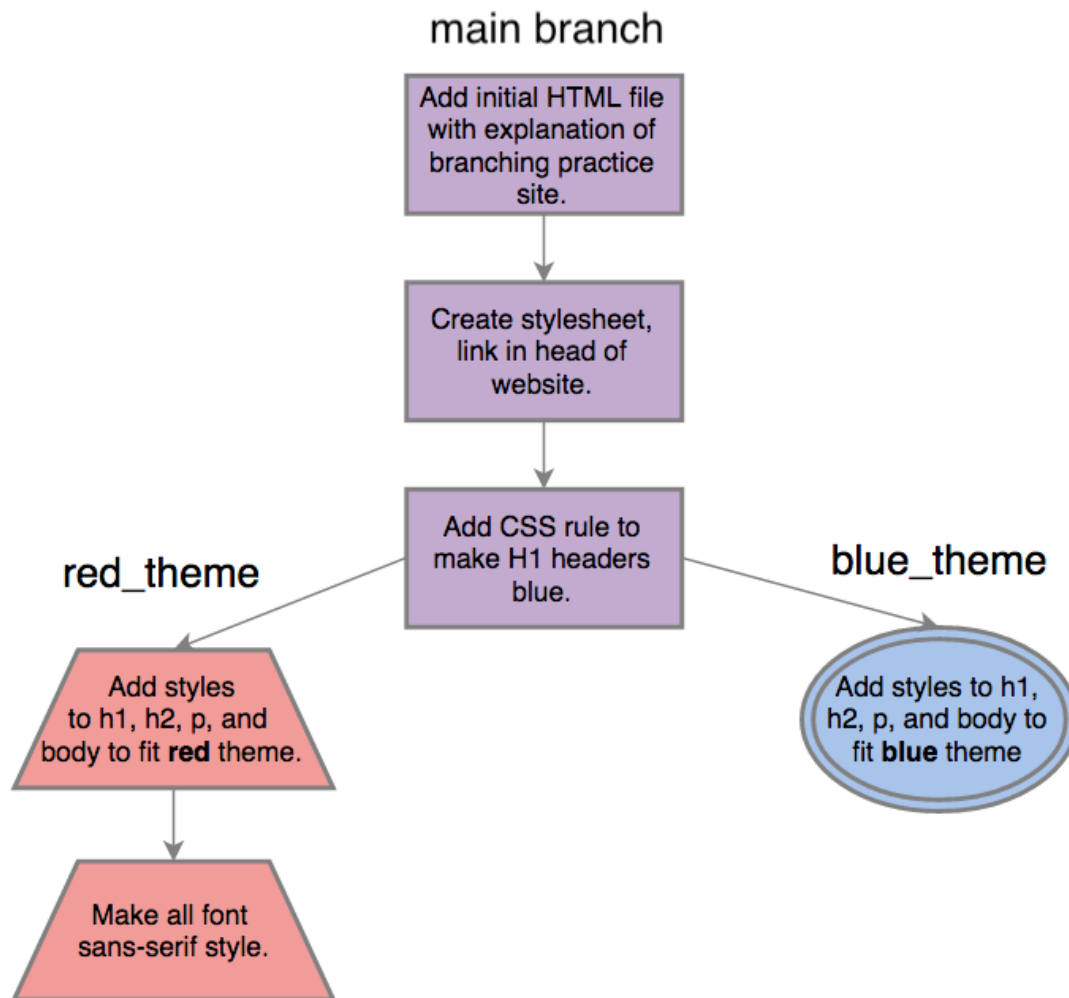 main branch
Add initial HTML file
with explanation of
branching practice
site.
Create stylesheet,
link in head of
website.
Add CSS rule to
make H1 headers
blue.
red_theme
blue_theme
Add styles
to h1, h2, p, and
body to fit red theme.
Add styles to h1,
h2, p, and body to
fit blue theme
Make all font
sans-serif style.